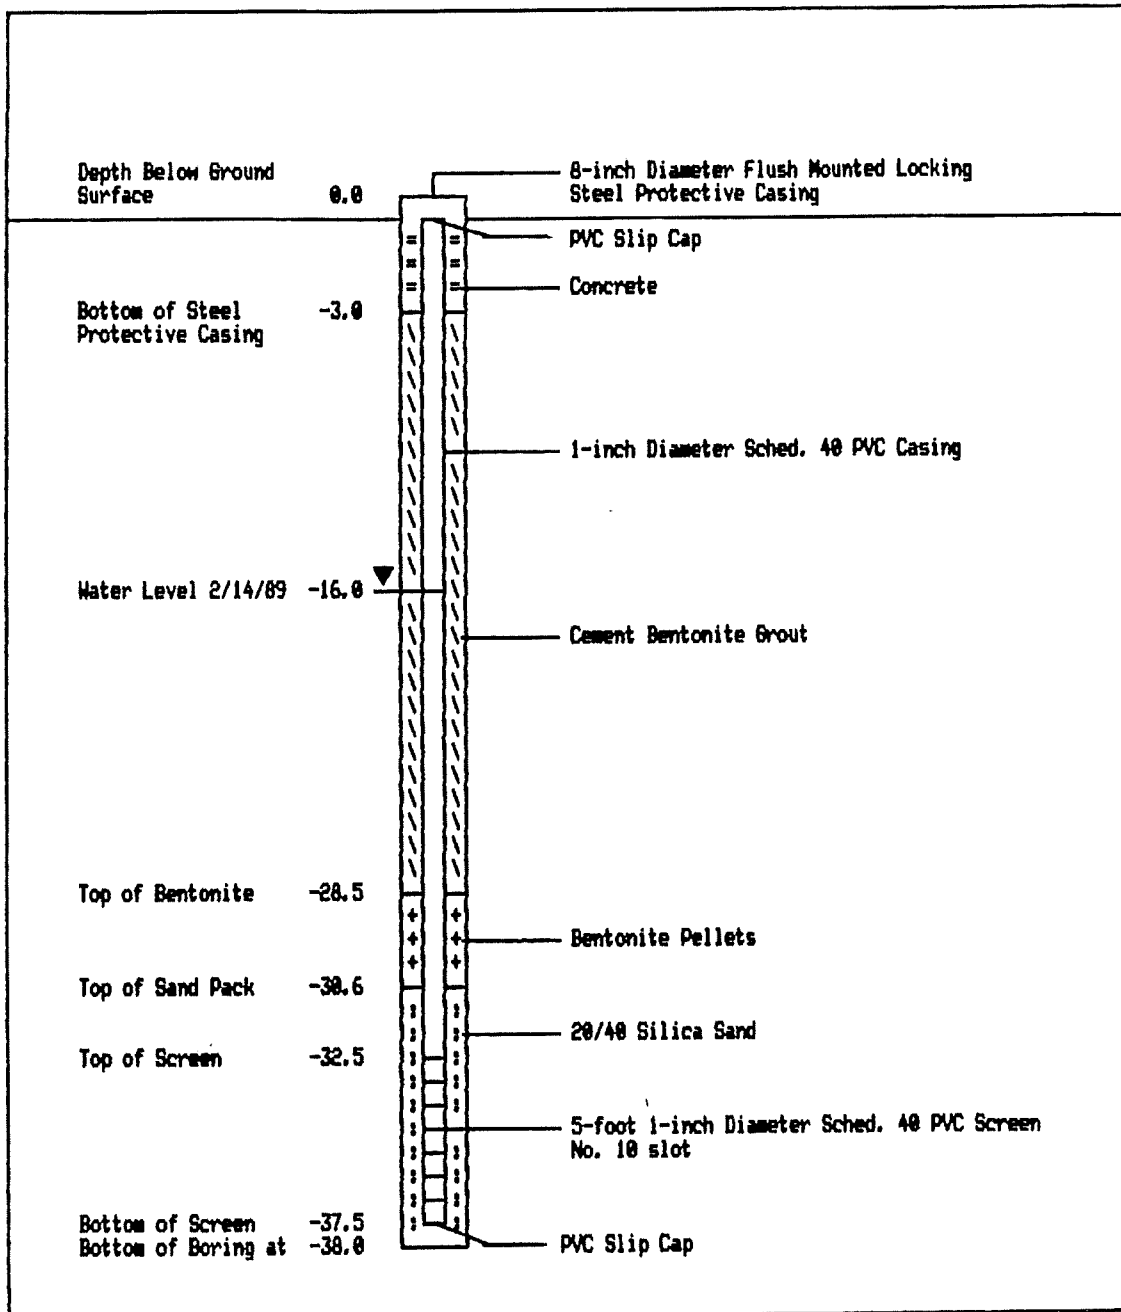 Depth Below Ground
Surface 0.0
8-inch Diameter Flush Mounted Locking
Steel Protective Casing
PVC Slip Cap
Concrete
Bottom of Steel -3.0
Protective Casing
1-inch Diameter Sched. 40 PVC Casing
Water Level 2/14/89 -16.0
Cement Bentonite Grout
Top of Bentonite -28.5
Bentonite Pellets
Top of Sand Pack -30.6
20/40 Silica Sand
Top of Screen -32.5
5-foot 1-inch Diameter Sched. 40 PVC Screen
No. 10 slot
Bottom of Screen -37.5
Bottom of Boring at -38.0
PVC Slip Cap